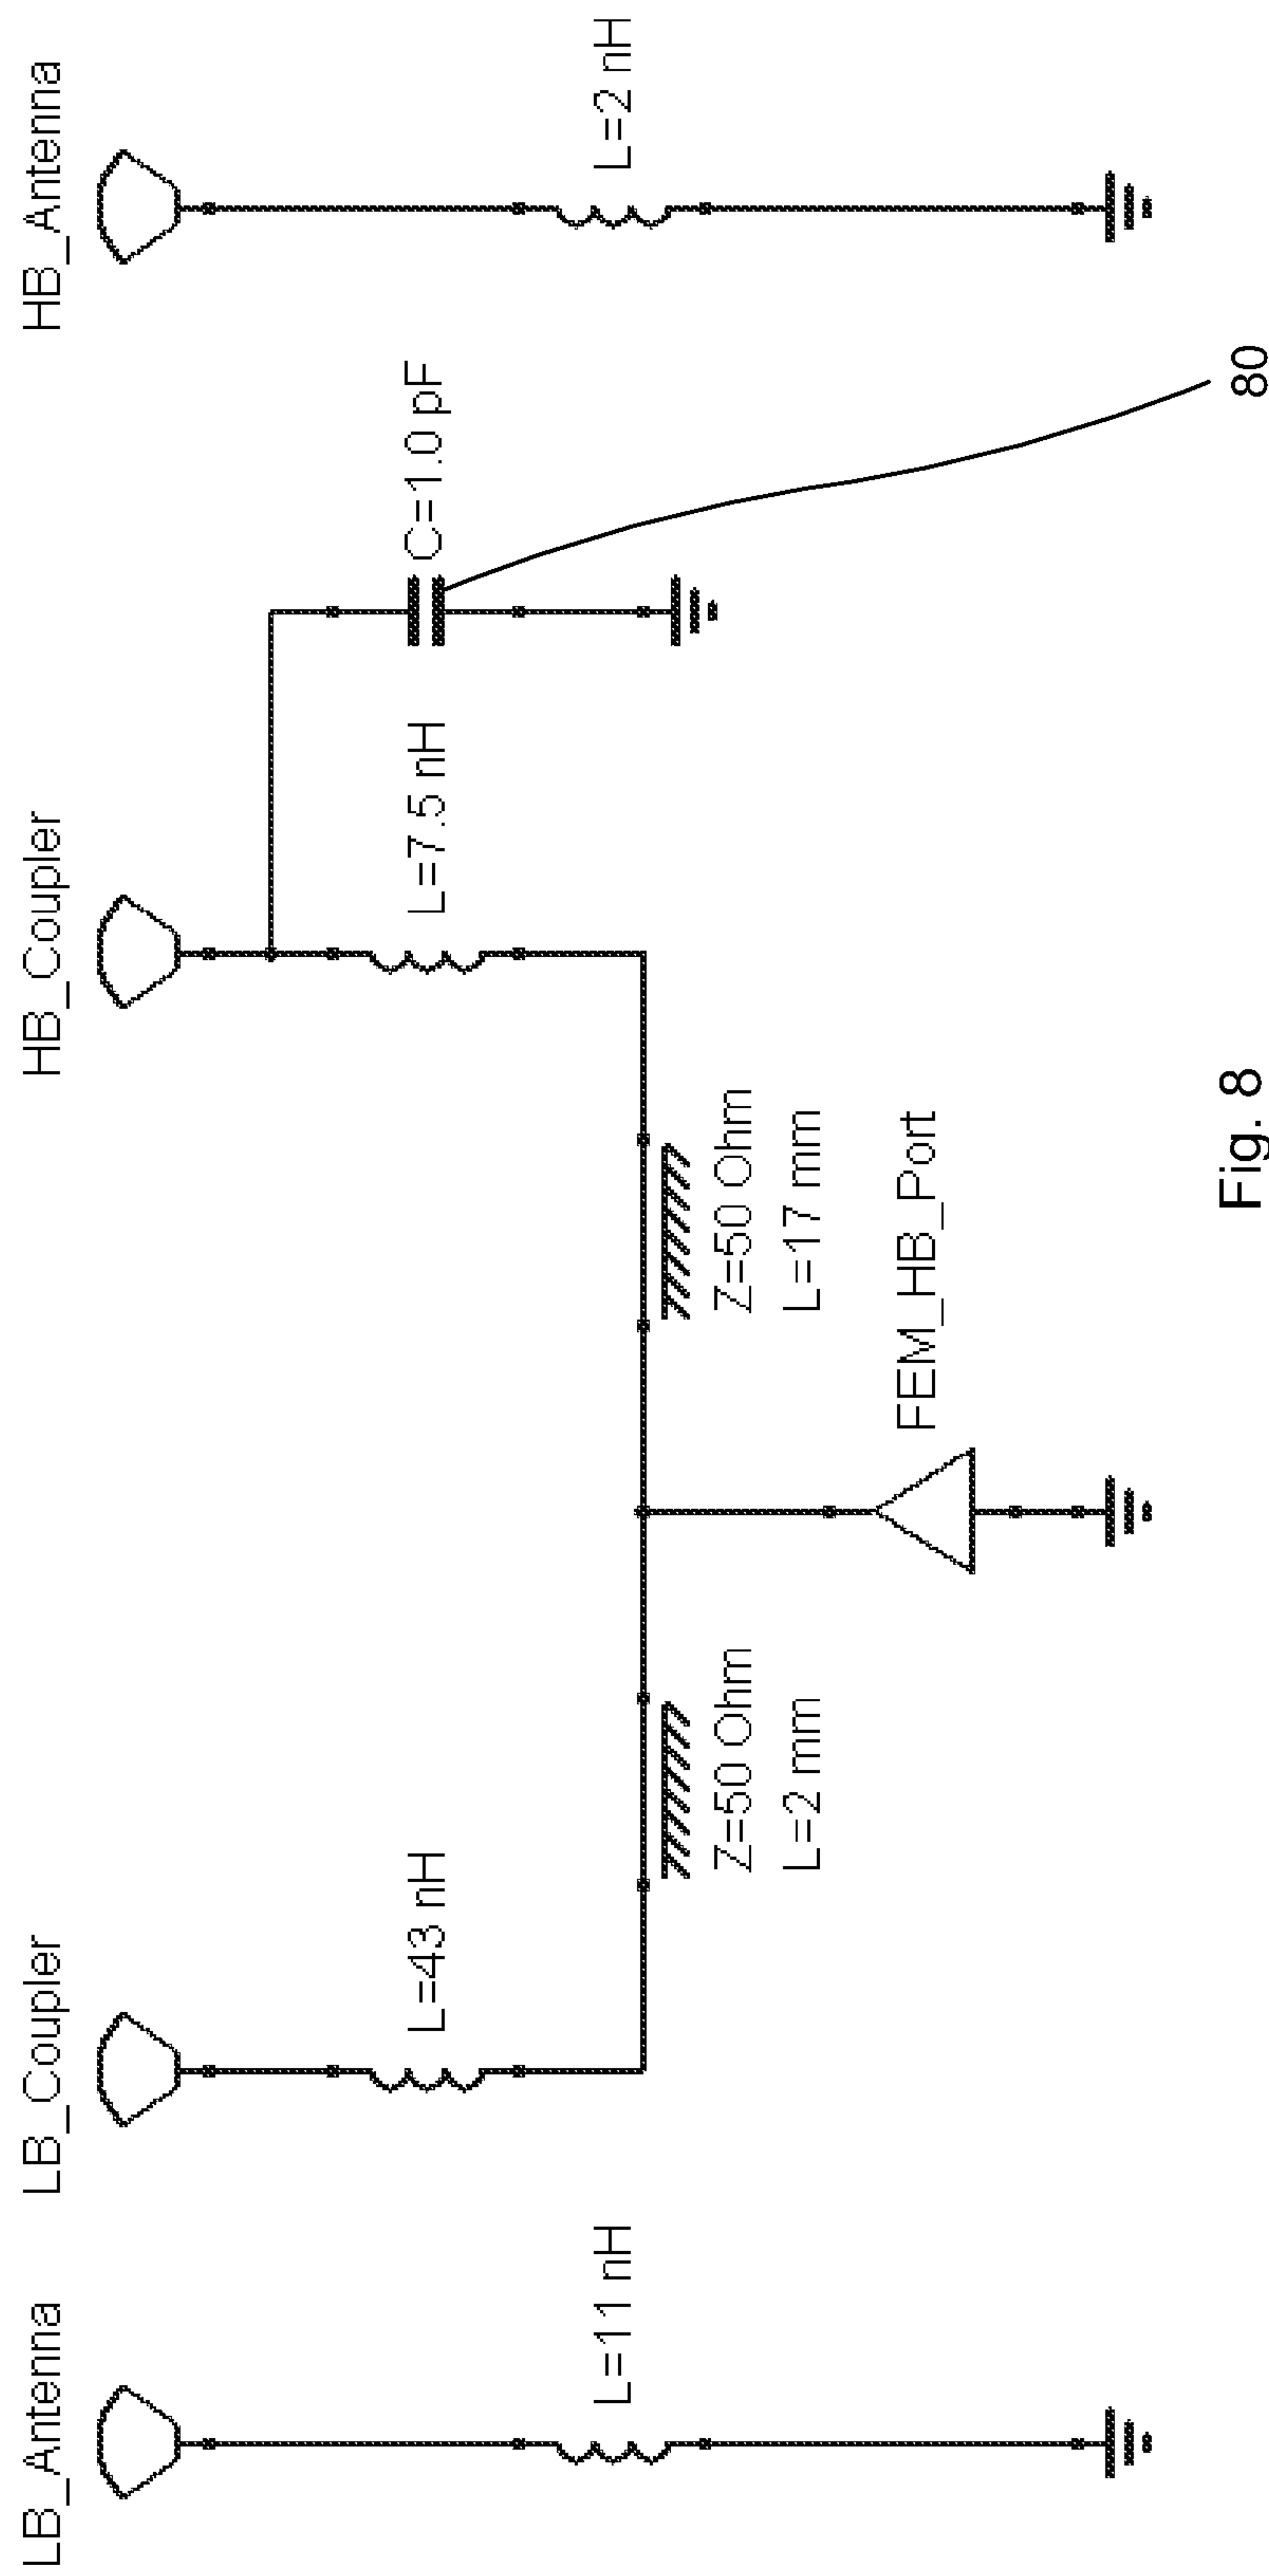 LB_Antenna
LB_Coupler
HB_Coupler
HB_Antenna
L=43 nH
L=7.5 nH
C=1.0 pF
L=11 nH
L=2 nH
Z=50 Ohm
L=2 mm
Z=50 Ohm
L=17 mm
FEM_HB_Port
80
Fig. 8